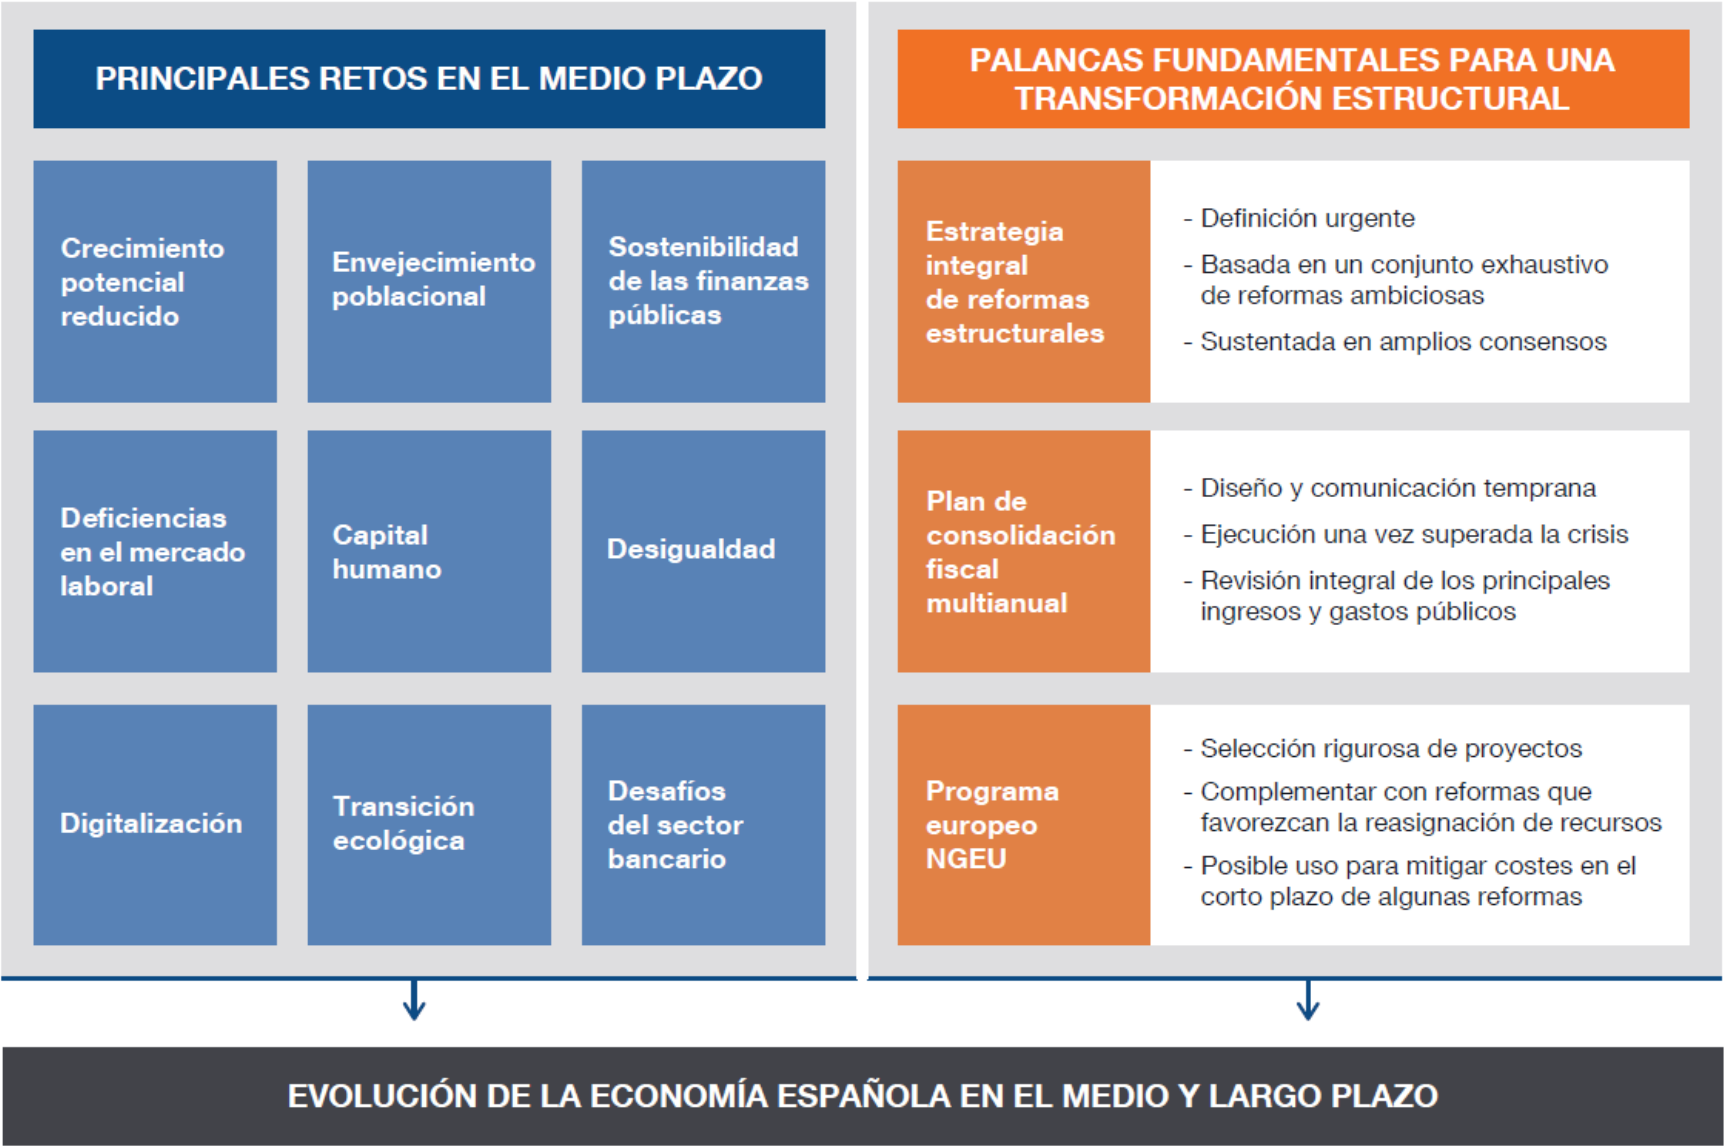 PRINCIPALES RETOS EN EL MEDIO PLAZO
Crecimiento
potencial
reducido
Envejecimiento
poblacional
Sostenibilidad
de las finanzas
públicas
Deficiencias
en el mercado
laboral
Capital
humano
Desigualdad
Digitalización
Transición
ecológica
Desafíos
del sector
bancario
PALANCAS FUNDAMENTALES PARA UNA
TRANSFORMACIÓN ESTRUCTURAL
Estrategia
integral
de reformas
estructurales
- Definición urgente
- Basada en un conjunto exhaustivo
de reformas ambiciosas
- Sustentada en amplios consensos
Plan de
consolidación
fiscal
multianual
- Diseño y comunicación temprana
- Ejecución una vez superada la crisis
- Revisión integral de los principales
ingresos y gastos públicos
Programa
europeo
NGEU
- Selección rigurosa de proyectos
- Complementar con reformas que
favorezcan la reasignación de recursos
- Posible uso para mitigar costes en el
corto plazo de algunas reformas
EVOLUCIÓN DE LA ECONOMÍA ESPAÑOLA EN EL MEDIO Y LARGO PLAZO